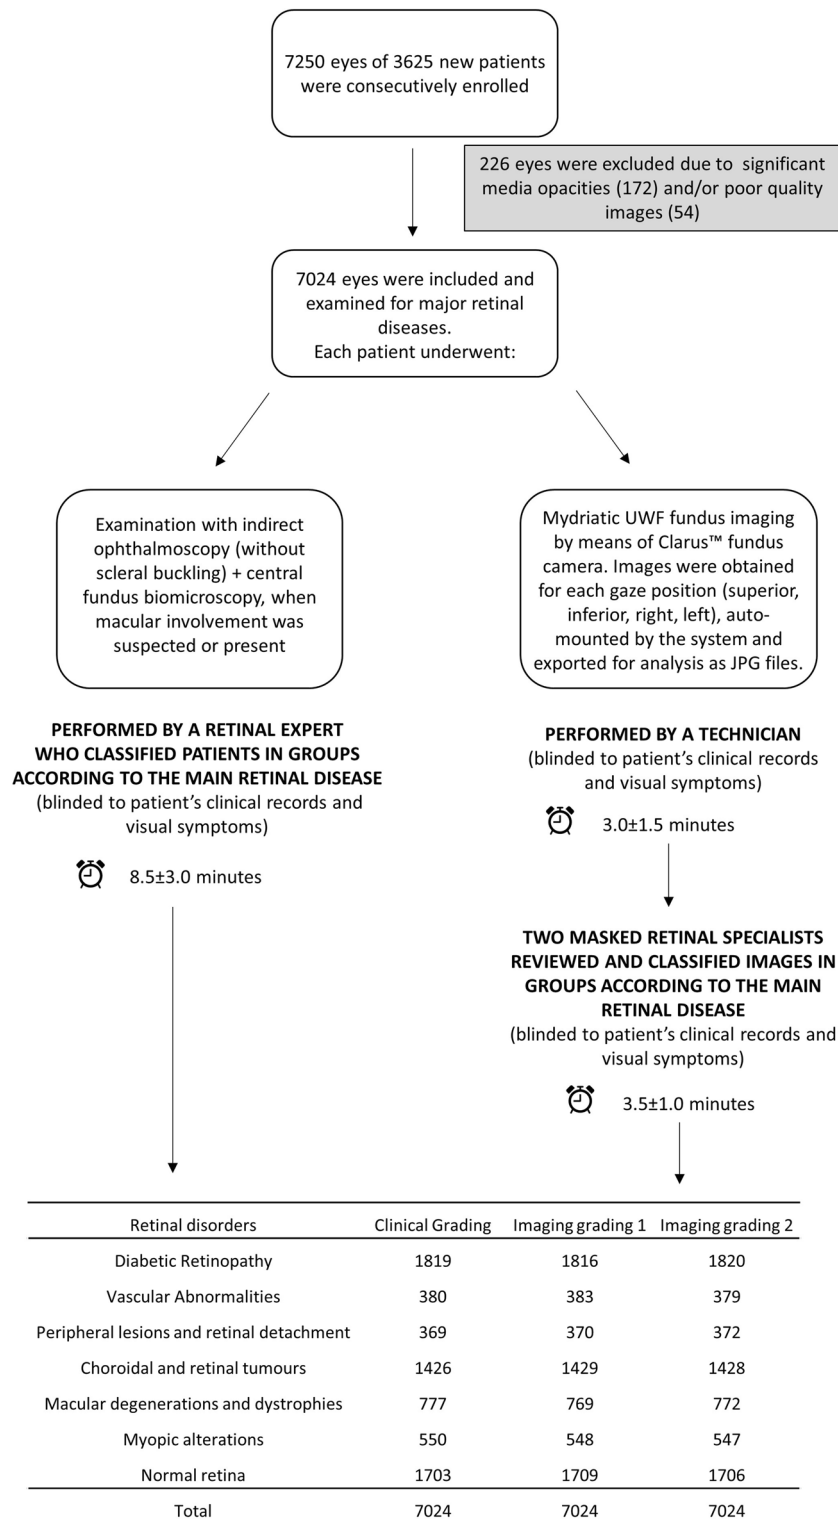 7250 eyes of 3625 new patients
were consecutively enrolled
226 eyes were excluded due to significant
media opacities (172) and/or poor quality
images (54)
7024 eyes were included and
examined for major retinal
diseases.
Each patient underwent:
Examination with indirect
ophthalmoscopy (without
scleral buckling) + central
fundus biomicroscopy, when
macular involvement was
suspected or present
PERFORMED BY A RETINAL EXPERT
WHO CLASSIFIED PATIENTS IN GROUPS
ACCORDING TO THE MAIN RETINAL DISEASE
(blinded to patient's clinical records and
visual symptoms)
8.5±3.0 minutes
Mydriatic UWF fundus imaging
by means of Clarus™ fundus
camera. Images were obtained
for each gaze position (superior,
inferior, right, left), auto-
mounted by the system and
exported for analysis as JPG files.
PERFORMED BY A TECHNICIAN
(blinded to patient's clinical records
and visual symptoms)
3.0±1.5 minutes
TWO MASKED RETINAL SPECIALISTS
REVIEWED AND CLASSIFIED IMAGES IN
GROUPS ACCORDING TO THE MAIN
RETINAL DISEASE
(blinded to patient's clinical records and
visual symptoms)
3.5±1.0 minutes
Retinal disorders Clinical Grading Imaging grading 1 Imaging grading 2
Diabetic Retinopathy 1819 1816 1820
Vascular Abnormalities 380 383 379
Peripheral lesions and retinal detachment 369 370 372
Choroidal and retinal tumours 1426 1429 1428
Macular degenerations and dystrophies 777 769 772
Myopic alterations 550 548 547
Normal retina 1703 1709 1706
Total 7024 7024 7024